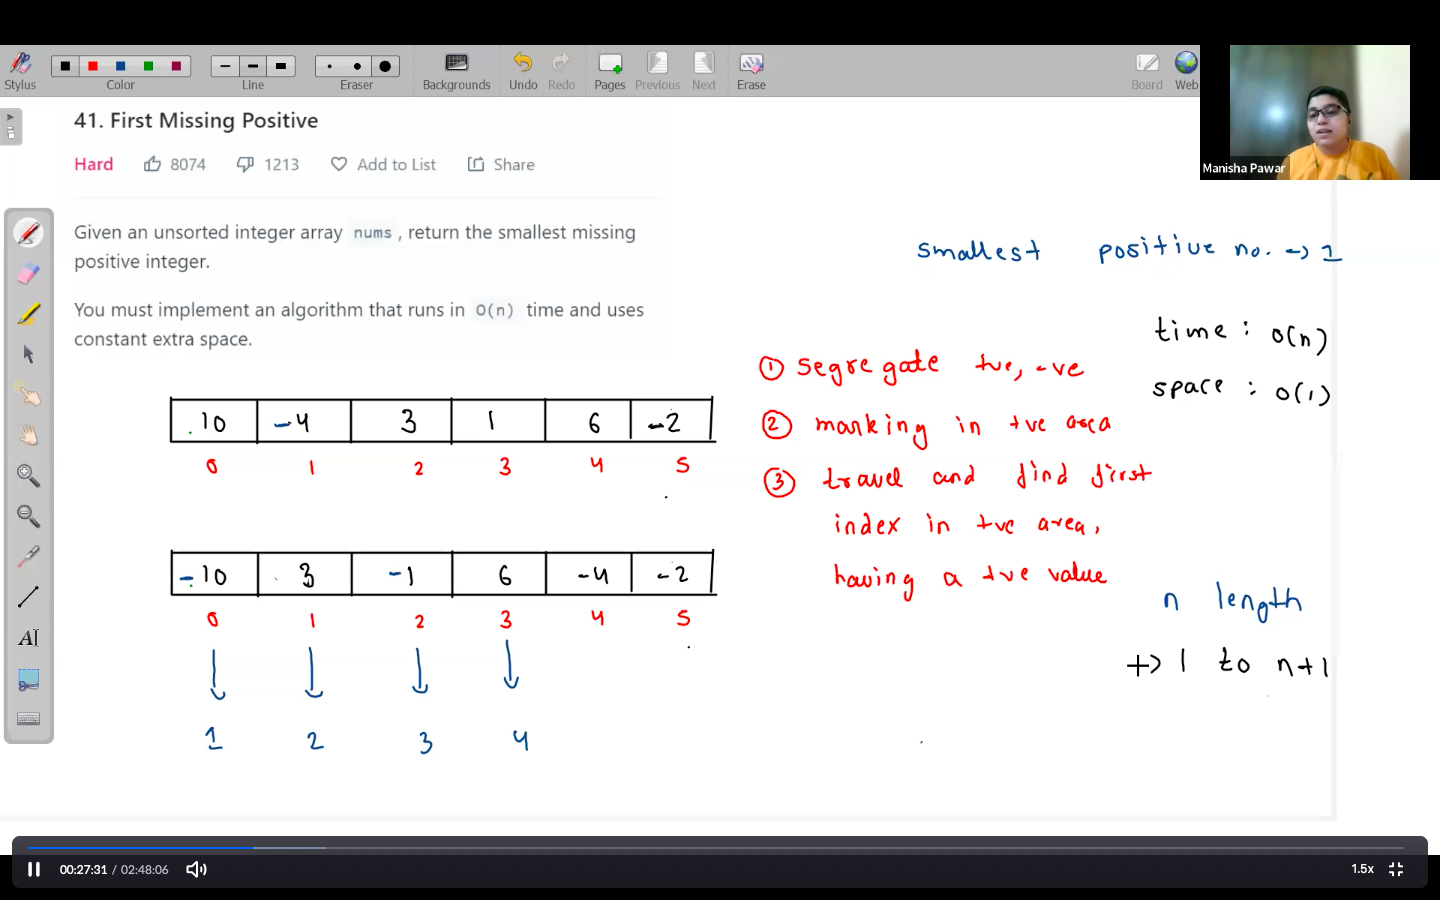 Stylus Color Line Eraser Backgrounds Undo Redo Pages Previous Next Erase Board Web
41. First Missing Positive
Hard 8074 1213 Add to List Share
Manisha Pawar
Given an unsorted integer array nums, return the smallest missing
positive integer.
You must implement an algorithm that runs in O(n) time and uses
constant extra space.
smallest positive no. -> 1
time : O(n)
space : O(1)
① segregate +ve, -ve
② marking in +ve area
③ travel and find first
index in +ve area,
having a +ve value
10 -4 3 1 6 -2
0 1 2 3 4 5
-10 3 -1 6 -4 -2
0 1 2 3 4 5
1 2 3 4
n length
+> 1 to n+1
AI
00:27:31 / 02:48:06 1.5x